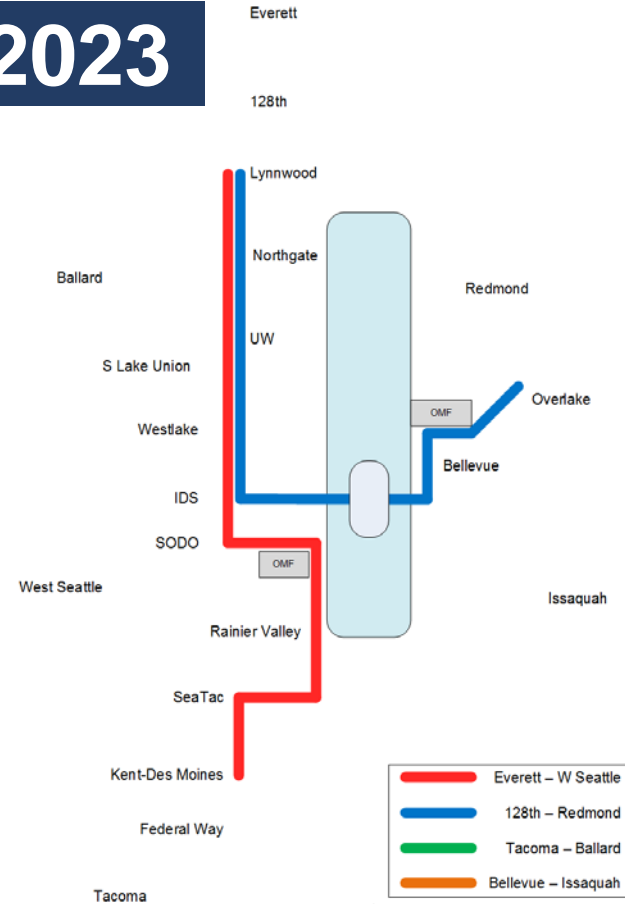 2023
Everett
128th
Lynnwood
Northgate
Ballard
Redmond
UW
S Lake Union
Overlake
OMF
Westlake
Bellevue
IDS
SODO
OMF
West Seattle
Issaquah
Rainier Valley
SeaTac
Kent-Des Moines
Everett – W Seattle
128th – Redmond
Federal Way
Tacoma – Ballard
Bellevue – Issaquah
Tacoma